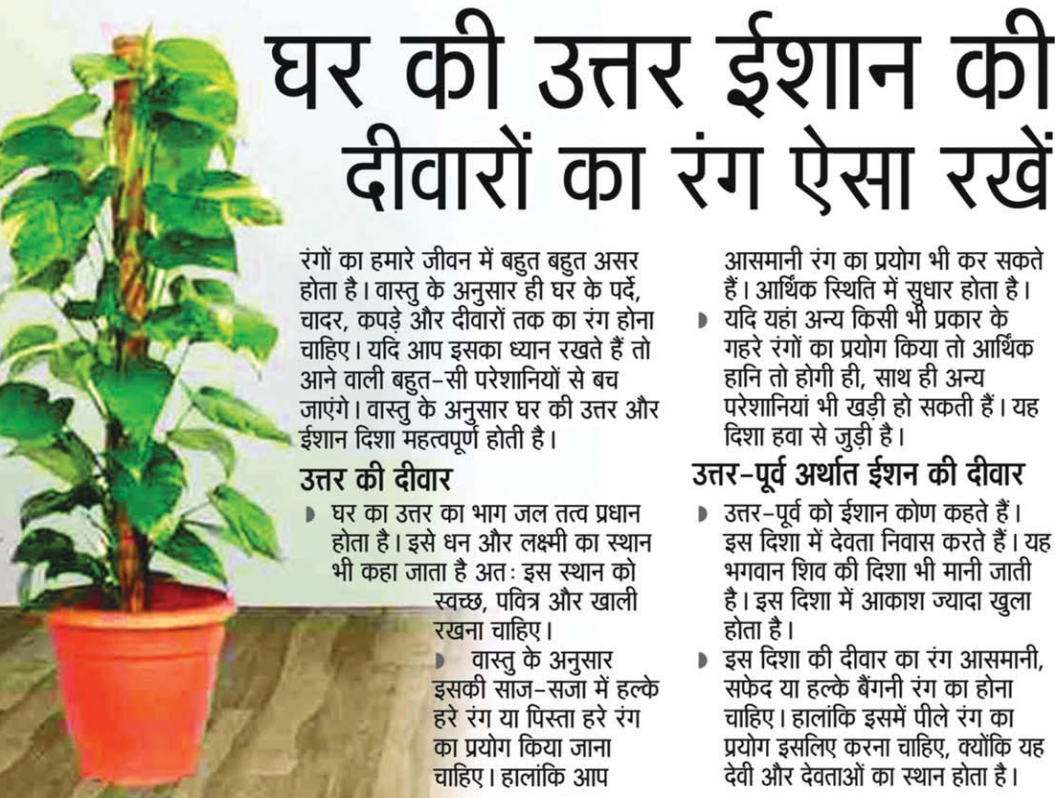 घर की उत्तर ईशान की
दीवारों का रंग ऐसा रखें
रंगों का हमारे जीवन में बहुत बहुत असर
होता है। वास्तु के अनुसार ही घर के पर्दे,
चादर, कपड़े और दीवारों तक का रंग होना
चाहिए। यदि आप इसका ध्यान रखते हैं तो
आने वाली बहुत-सी परेशानियों से बच
जाएंगे। वास्तु के अनुसार घर की उत्तर और
ईशान दिशा महत्वपूर्ण होती है।
उत्तर की दीवार
घर का उत्तर का भाग जल तत्व प्रधान
होता है। इसे धन और लक्ष्मी का स्थान
भी कहा जाता है अतः इस स्थान को
स्वच्छ, पवित्र और खाली
रखना चाहिए।
वास्तु के अनुसार
इसकी साज-सजा में हल्के
हरे रंग या पिस्ता हरे रंग
का प्रयोग किया जाना
चाहिए। हालांकि आप
आसमानी रंग का प्रयोग भी कर सकते
हैं। आर्थिक स्थिति में सुधार होता है।
यदि यहां अन्य किसी भी प्रकार के
गहरे रंगों का प्रयोग किया तो आर्थिक
हानि तो होगी ही, साथ ही अन्य
परेशानियां भी खड़ी हो सकती हैं। यह
दिशा हवा से जुड़ी है।
उत्तर-पूर्व अर्थात ईशन की दीवार
उत्तर-पूर्व को ईशान कोण कहते हैं।
इस दिशा में देवता निवास करते हैं। यह
भगवान शिव की दिशा भी मानी जाती
है। इस दिशा में आकाश ज्यादा खुला
होता है।
इस दिशा की दीवार का रंग आसमानी,
सफेद या हल्के बैंगनी रंग का होना
चाहिए। हालांकि इसमें पीले रंग का
प्रयोग इसलिए करना चाहिए, क्योंकि यह
देवी और देवताओं का स्थान होता है।